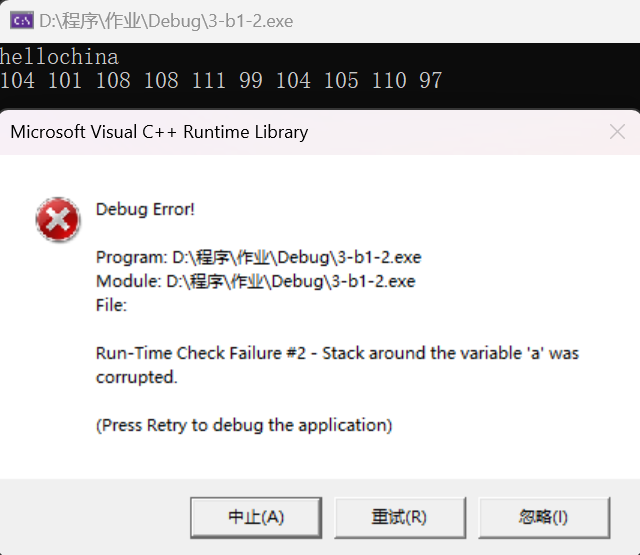 D:\程序\作业\Debug\3-b1-2.exe
hellochina
104 101 108 108 111 99 104 105 110 97
Microsoft Visual C++ Runtime Library
Debug Error!
Program: D:\程序\作业\Debug\3-b1-2.exe
Module: D:\程序\作业\Debug\3-b1-2.exe
File:
Run-Time Check Failure #2 - Stack around the variable 'a' was
corrupted.
(Press Retry to debug the application)
中止(A) 重试(R) 忽略(I)